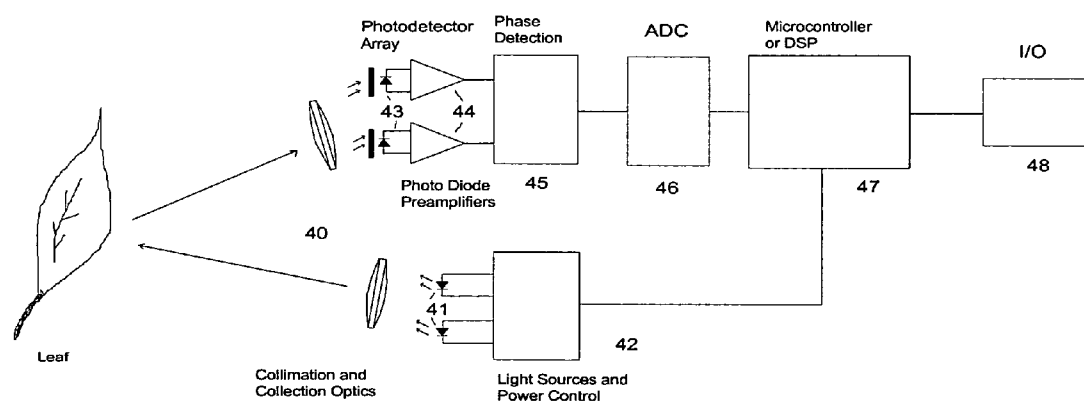 Photodetector
Array
Phase
Detection
ADC
Microcontroller
or DSP
I/O
43
44
Photo Diode
Preamplifiers
45
46
47
48
40
41
42
Leaf
Collimation and
Collection Optics
Light Sources and
Power Control